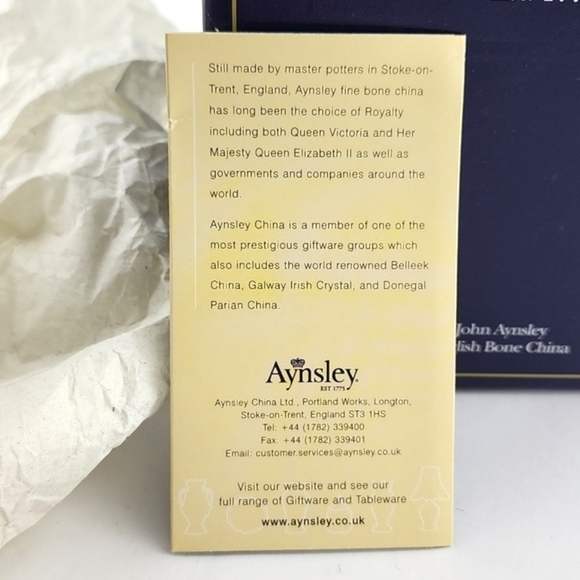 Still made by master potters in Stoke-on-
Trent, England, Aynsley fine bone china
has long been the choice of Royalty
including both Queen Victoria and Her
Majesty Queen Elizabeth II as well as
governments and companies around the
world.
Aynsley China is a member of one of the
most prestigious giftware groups which
also includes the world renowned Belleek
China, Galway Irish Crystal, and Donegal
Parian China.
Aynsley
EST 1775
Aynsley China Ltd., Portland Works, Longton,
Stoke-on-Trent, England ST3 1HS
Tel: +44 (1782) 339400
Fax: +44 (1782) 339401
Email: customer.services@aynsley.co.uk
Visit our website and see our
full range of Giftware and Tableware
www.aynsley.co.uk
John Aynsley
lish Bone China